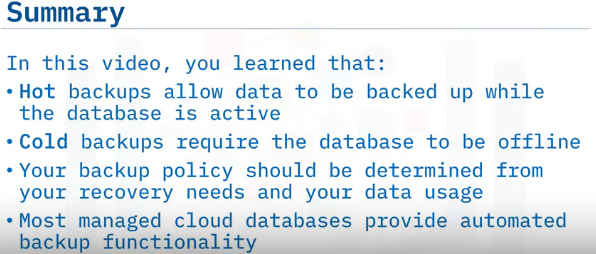 Summary
In this video, you learned that:
• Hot backups allow data to be backed up while
the database is active
• Cold backups require the database to be offline
• Your backup policy should be determined from
your recovery needs and your data usage
• Most managed cloud databases provide automated
backup functionality